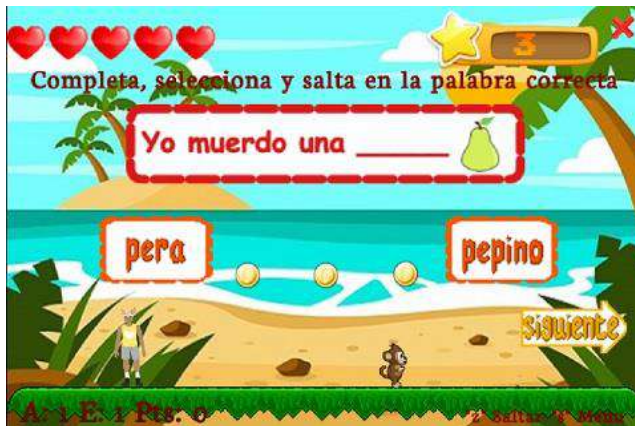 3
Completa, selecciona y salta en la palabra correcta
Yo muerdo una ______
pera
pepino
siguiente
A: 1 E: 1 Pts: 0
"z" Saltar "s" Menu